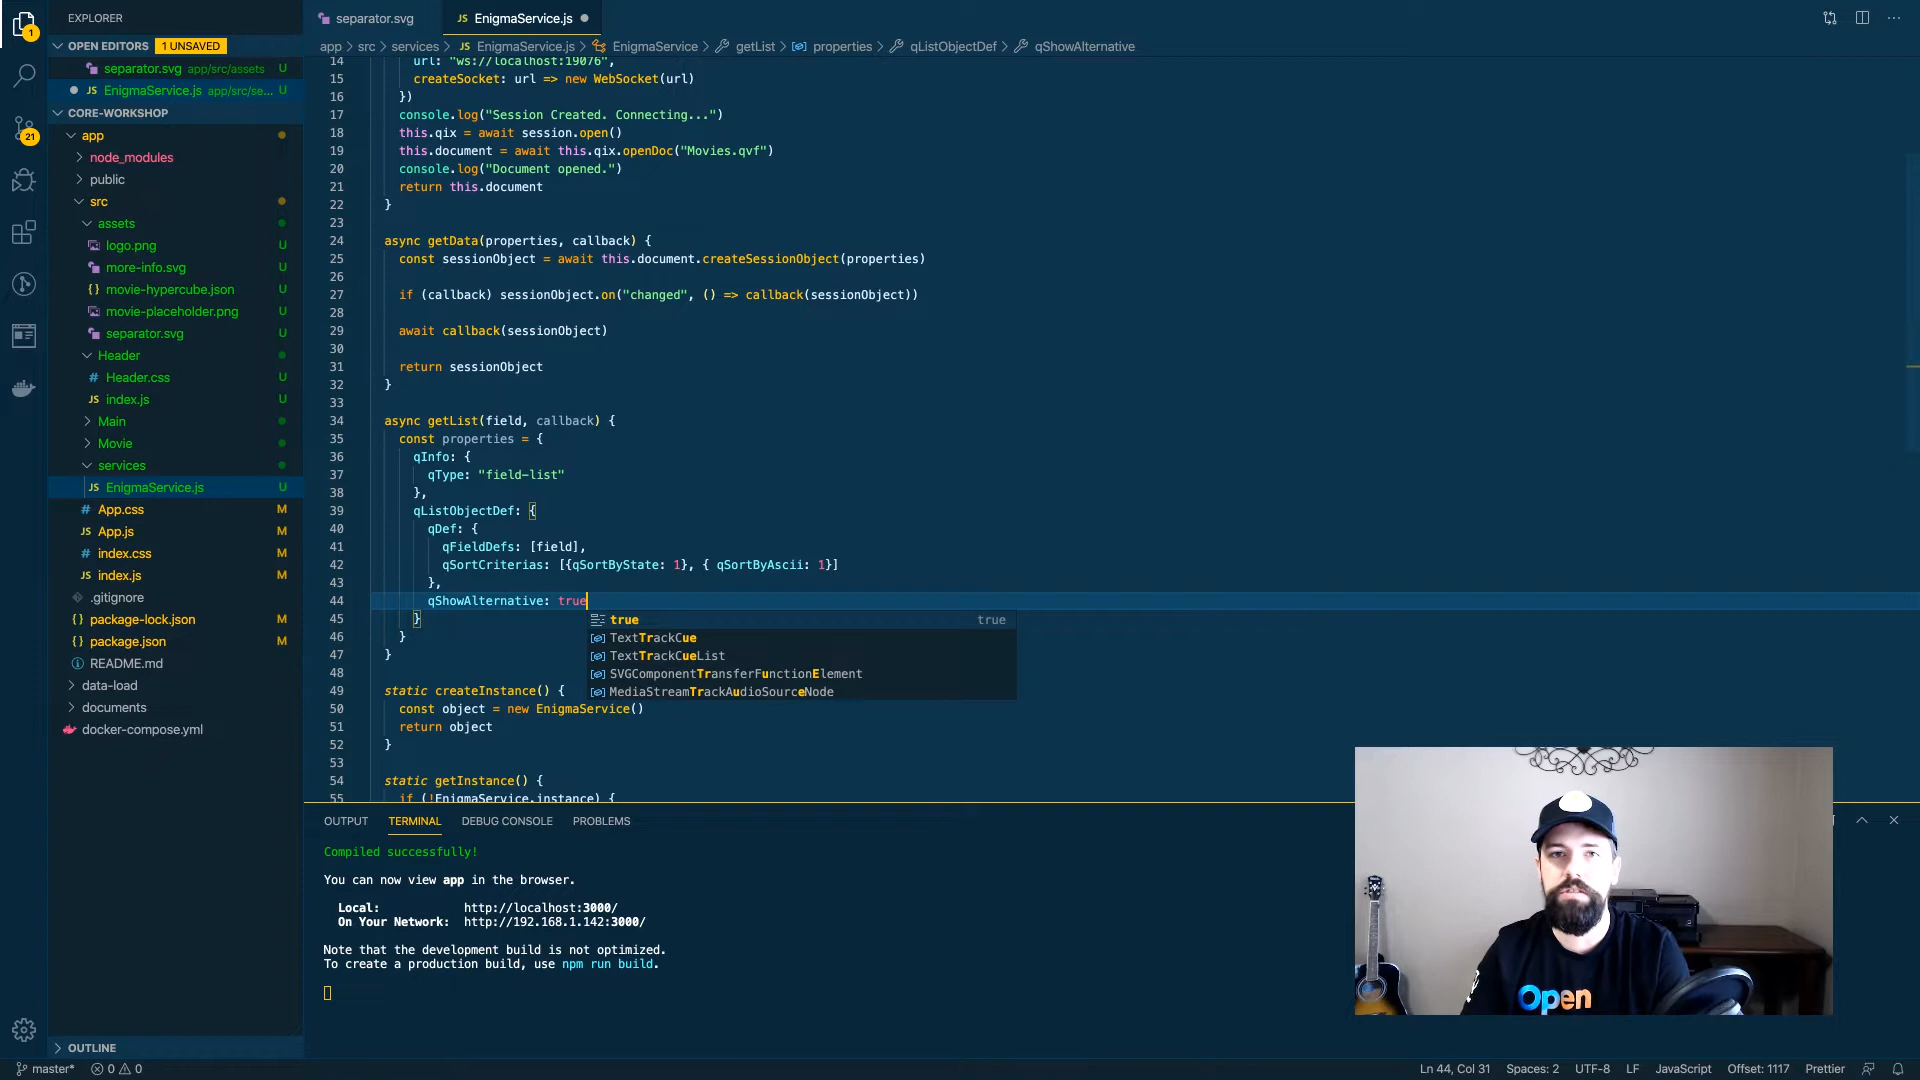 EXPLORER
OPEN EDITORS 1 UNSAVED
separator.svg app/src/assets U
JS EnigmaService.js app/src/se... U
CORE-WORKSHOP
app
node_modules
public
src
assets
logo.png U
more-info.svg U
{} movie-hypercube.json U
movie-placeholder.png U
separator.svg U
Header
# Header.css U
JS index.js U
Main
Movie
services
JS EnigmaService.js U
# App.css M
JS App.js M
# index.css M
JS index.js M
.gitignore
{} package-lock.json M
{} package.json M
README.md
data-load
documents
docker-compose.yml
OUTLINE
1
21
separator.svg JS EnigmaService.js
app > src > services > JS EnigmaService.js > EnigmaService > getList > properties > qListObjectDef > qShowAlternative
14 url: "ws://localhost:19076",
15 createSocket: url => new WebSocket(url)
16 })
17 console.log("Session Created. Connecting...")
18 this.qix = await session.open()
19 this.document = await this.qix.openDoc("Movies.qvf")
20 console.log("Document opened.")
21 return this.document
22 }
23
24 async getData(properties, callback) {
25 const sessionObject = await this.document.createSessionObject(properties)
26
27 if (callback) sessionObject.on("changed", () => callback(sessionObject))
28
29 await callback(sessionObject)
30
31 return sessionObject
32 }
33
34 async getList(field, callback) {
35 const properties = {
36 qInfo: {
37 qType: "field-list"
38 },
39 qListObjectDef: {
40 qDef: {
41 qFieldDefs: [field],
42 qSortCriterias: [{qSortByState: 1}, { qSortByAscii: 1}]
43 },
44 qShowAlternative: true
45 }
46 }
47 }
48
49 static createInstance() {
50 const object = new EnigmaService()
51 return object
52 }
53
54 static getInstance() {
55 if (!EnigmaService.instance) {
true true
TextTrackCue
TextTrackCueList
SVGComponentTransferFunctionElement
MediaStreamTrackAudioSourceNode
OUTPUT TERMINAL DEBUG CONSOLE PROBLEMS
Compiled successfully!
You can now view app in the browser.
Local: http://localhost:3000/
On Your Network: http://192.168.1.142:3000/
Note that the development build is not optimized.
To create a production build, use npm run build.
Open
master* 0 0 Ln 44, Col 31 Spaces: 2 UTF-8 LF JavaScript Offset: 1117 Prettier